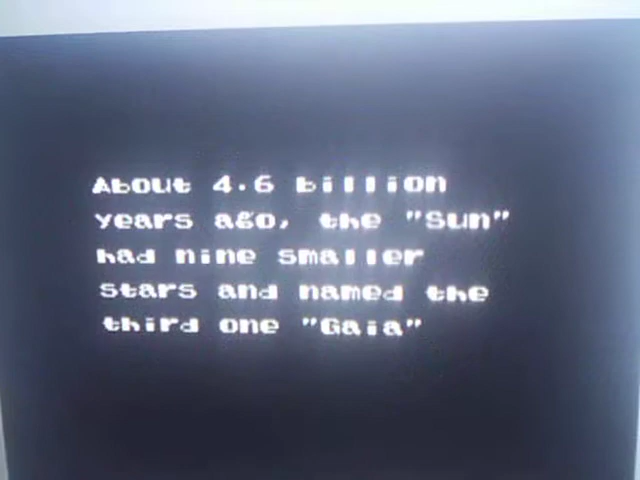 About 4.6 billion
years ago, the "Sun"
had nine smaller
stars and named the
third one "Gaia"